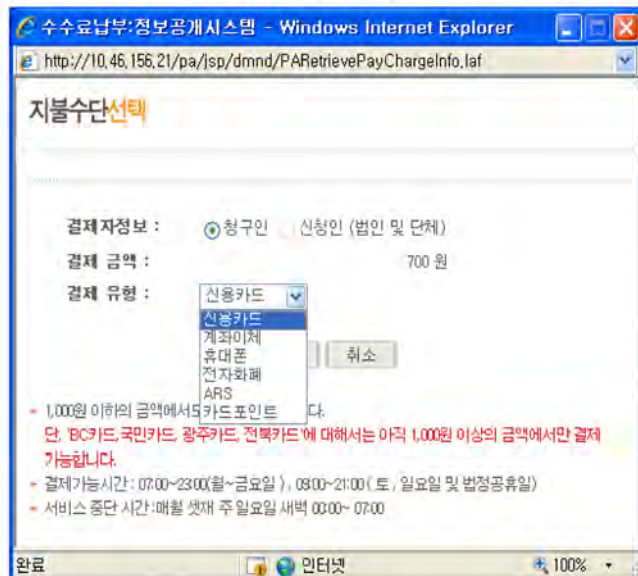 수수료납부:정보공개시스템 - Windows Internet Explorer
http://10.46.156.21/pa/jsp/dmnd/PARetrievePayChargeInfo.laf
지불수단선택
결제자정보 : 청구인 신청인 (법인 및 단체)
결제 금액 : 700 원
결제 유형 : 신용카드
신용카드
계좌이체
휴대폰
전자화폐
ARS
카드포인트
취소
1,000원 이하의 금액에서도 다.
단, 'BC카드,국민카드, 광주카드, 전북카드'에 대해서는 아직 1,000원 이상의 금액에서만 결제
가능합니다.
결제가능시간 : 07:00~23:00(월~금요일) , 09:00~21:00 ( 토 , 일요일 및 법정공휴일)
서비스 중단 시간 :매월 셋째 주 일요일 새벽 00:00~ 07:00
완료 인터넷 100%